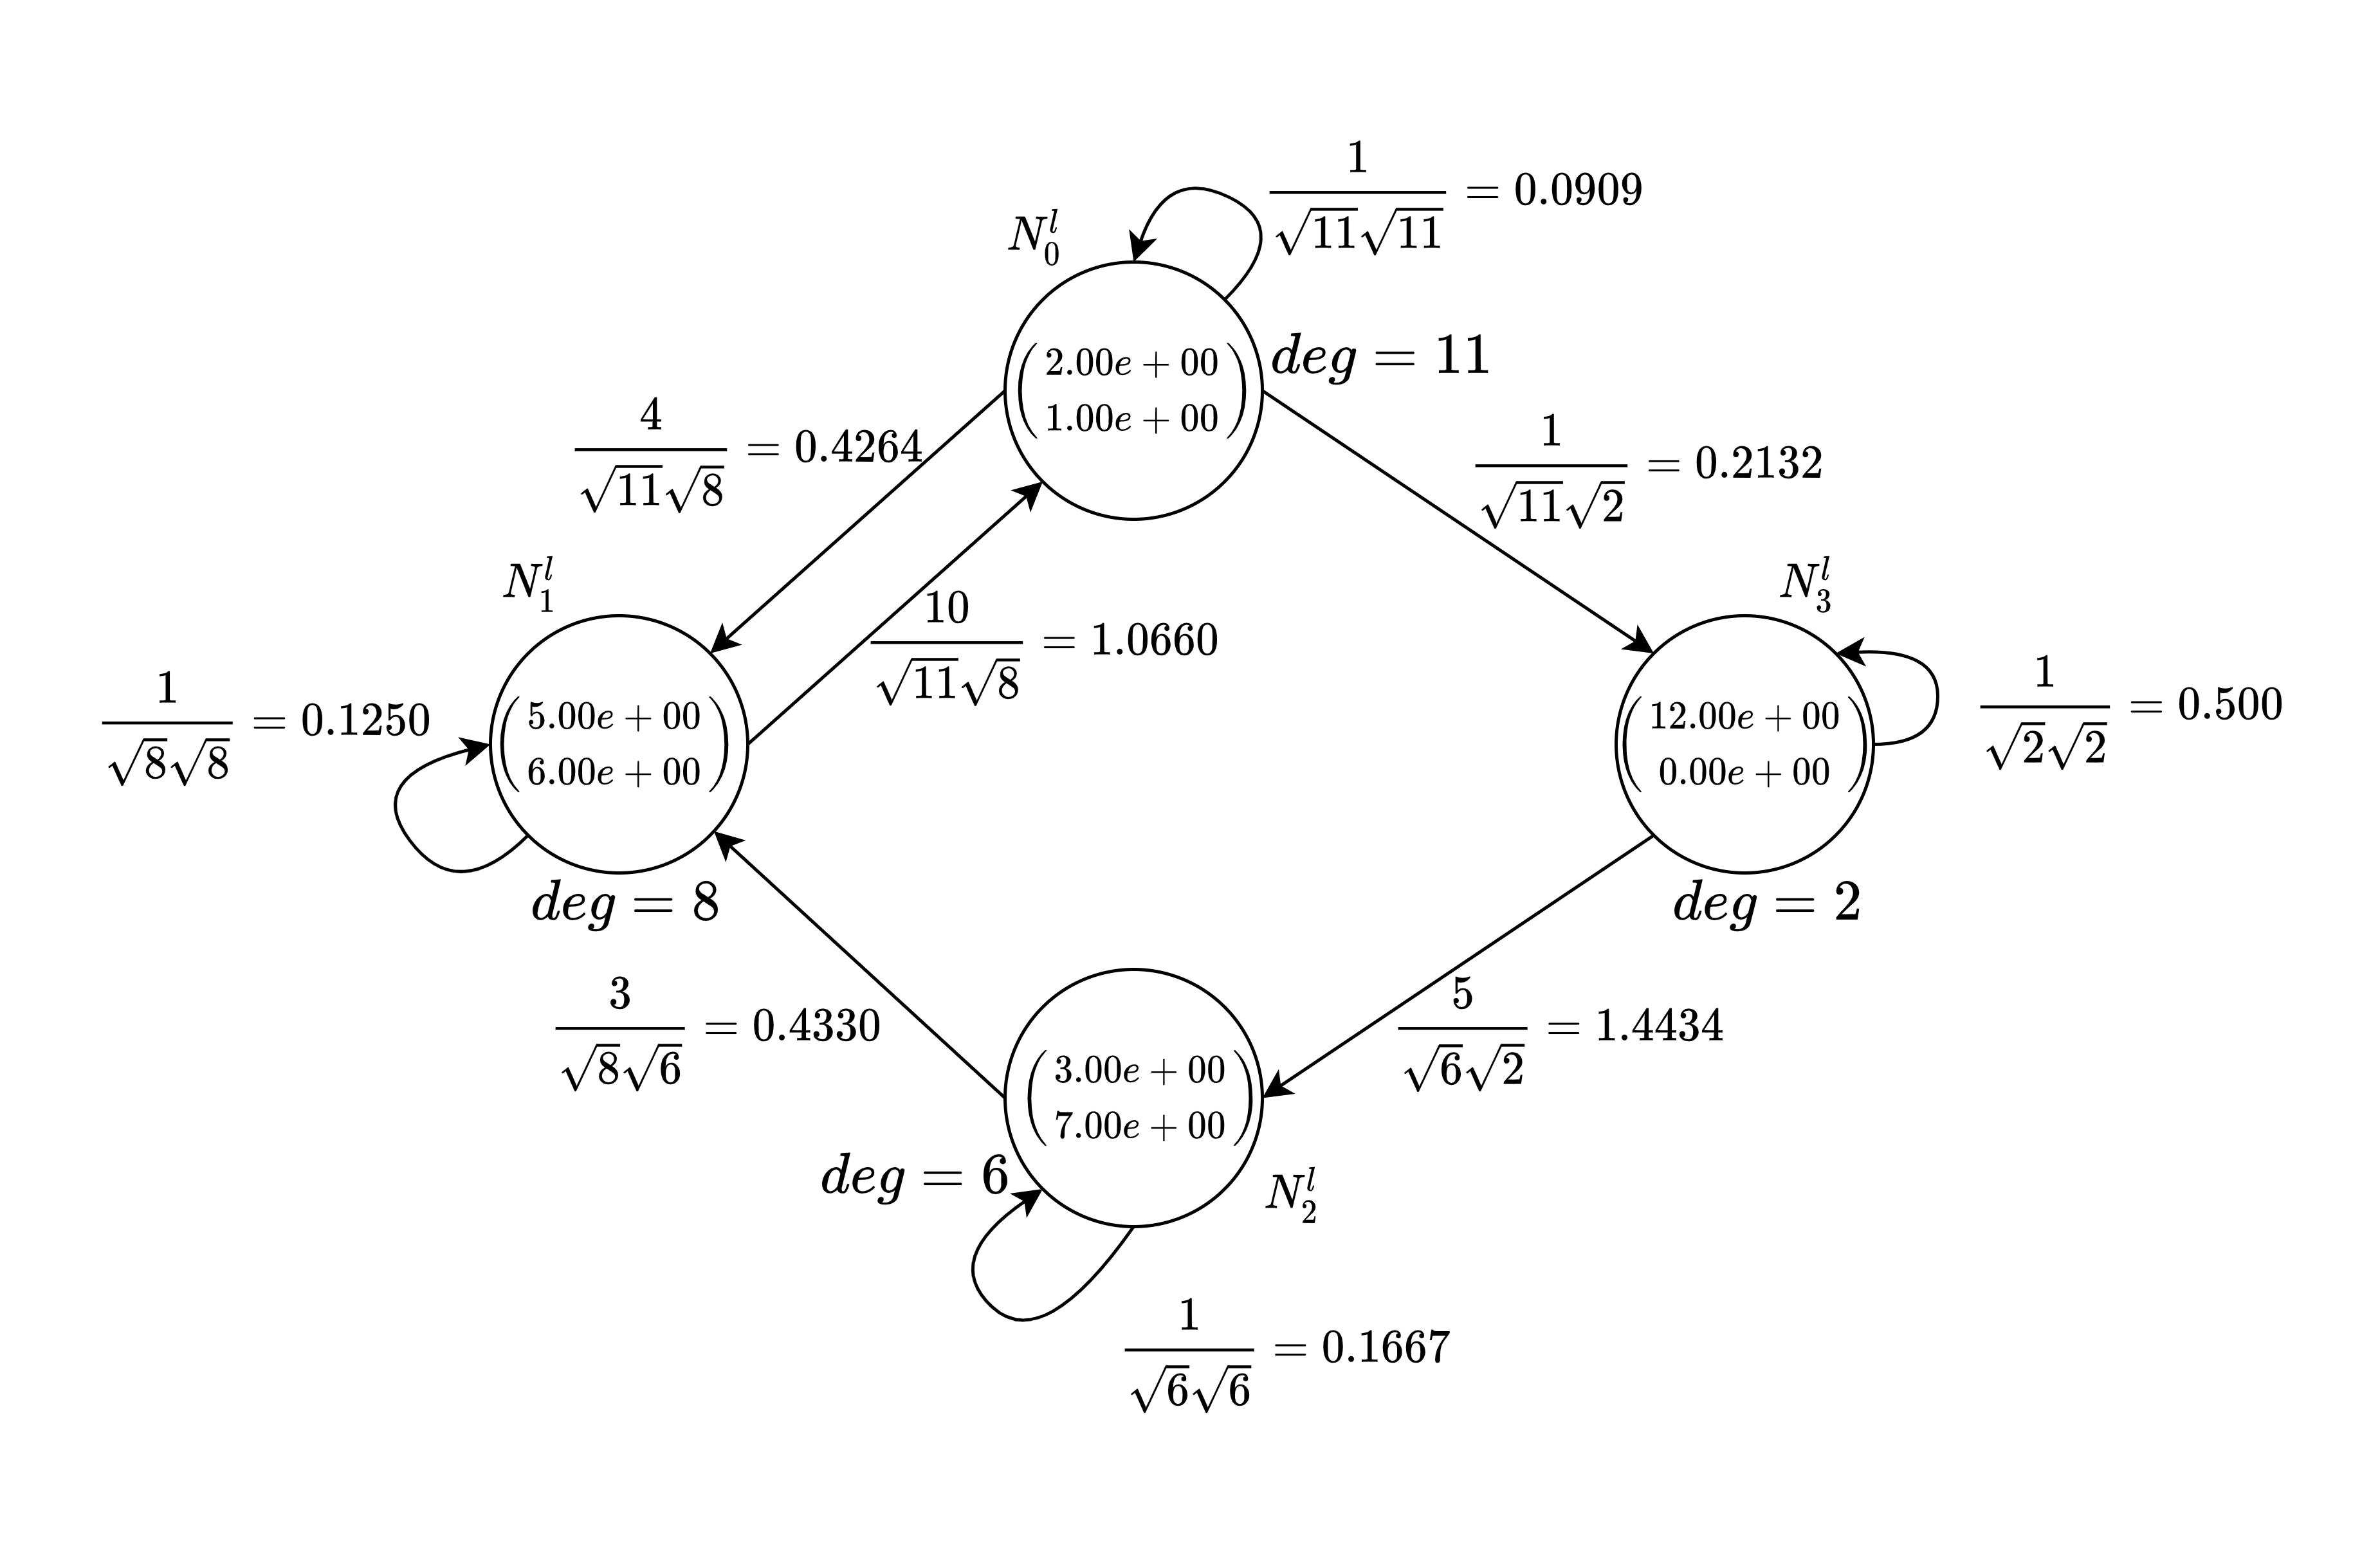 N_0^l
\frac{1}{\sqrt{11}\sqrt{11}} = 0.0909
deg = 11
\begin{pmatrix} 2.00e + 00 \\ 1.00e + 00 \end{pmatrix}
\frac{4}{\sqrt{11}\sqrt{8}} = 0.4264
\frac{1}{\sqrt{11}\sqrt{2}} = 0.2132
N_1^l
\frac{10}{\sqrt{11}\sqrt{8}} = 1.0660
N_3^l
\frac{1}{\sqrt{8}\sqrt{8}} = 0.1250
\begin{pmatrix} 5.00e + 00 \\ 6.00e + 00 \end{pmatrix}
\begin{pmatrix} 12.00e + 00 \\ 0.00e + 00 \end{pmatrix}
\frac{1}{\sqrt{2}\sqrt{2}} = 0.500
deg = 8
deg = 2
\frac{3}{\sqrt{8}\sqrt{6}} = 0.4330
\frac{5}{\sqrt{6}\sqrt{2}} = 1.4434
\begin{pmatrix} 3.00e + 00 \\ 7.00e + 00 \end{pmatrix}
deg = 6
N_2^l
\frac{1}{\sqrt{6}\sqrt{6}} = 0.1667